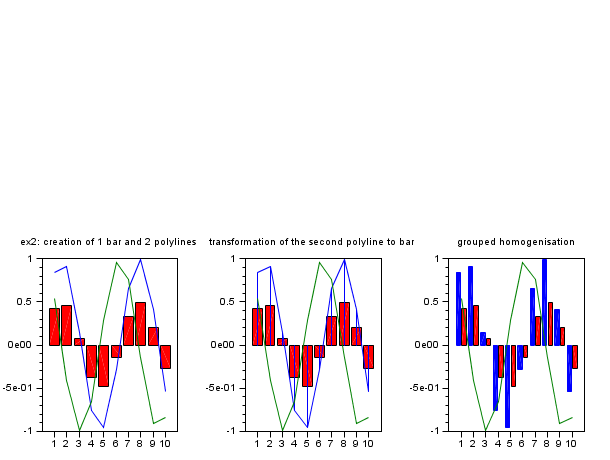 ex2: creation of 1 bar and 2 polylines
transformation of the second polyline to bar
grouped homogenisation
1
0.5
0e00
-5e-01
-1
1 2 3 4 5 6 7 8 9 10
1
0.5
0e00
-5e-01
-1
1 2 3 4 5 6 7 8 9 10
1
0.5
0e00
-5e-01
-1
1 2 3 4 5 6 7 8 9 10